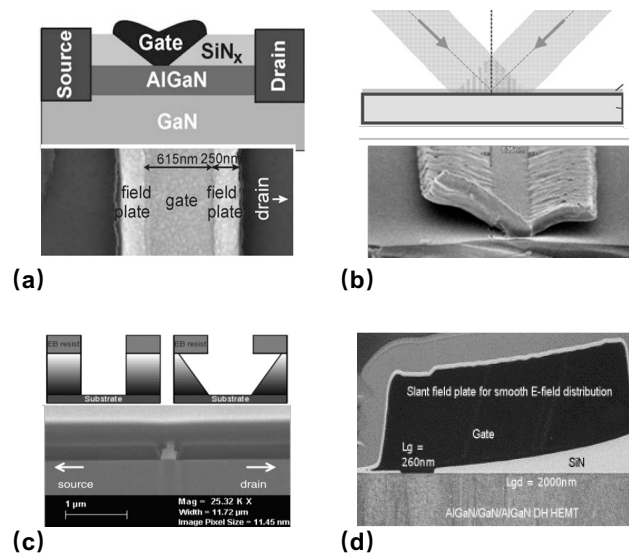 Source
Gate
SiNx
Drain
AlGaN
GaN
615nm
250nm
field
plate
gate
field
plate
drain
(a)
(b)
EB resist
EB resist
Substrate
Substrate
source
drain
1 µm
Mag = 25.32 K X
Width = 11.72 µm
Image Pixel Size = 11.45 nm
(c)
Slant field plate for smooth E-field distribution
Gate
Lg =
260nm
SiN
Lgd = 2000nm
AlGaN/GaN/AlGaN DH HEMT
(d)